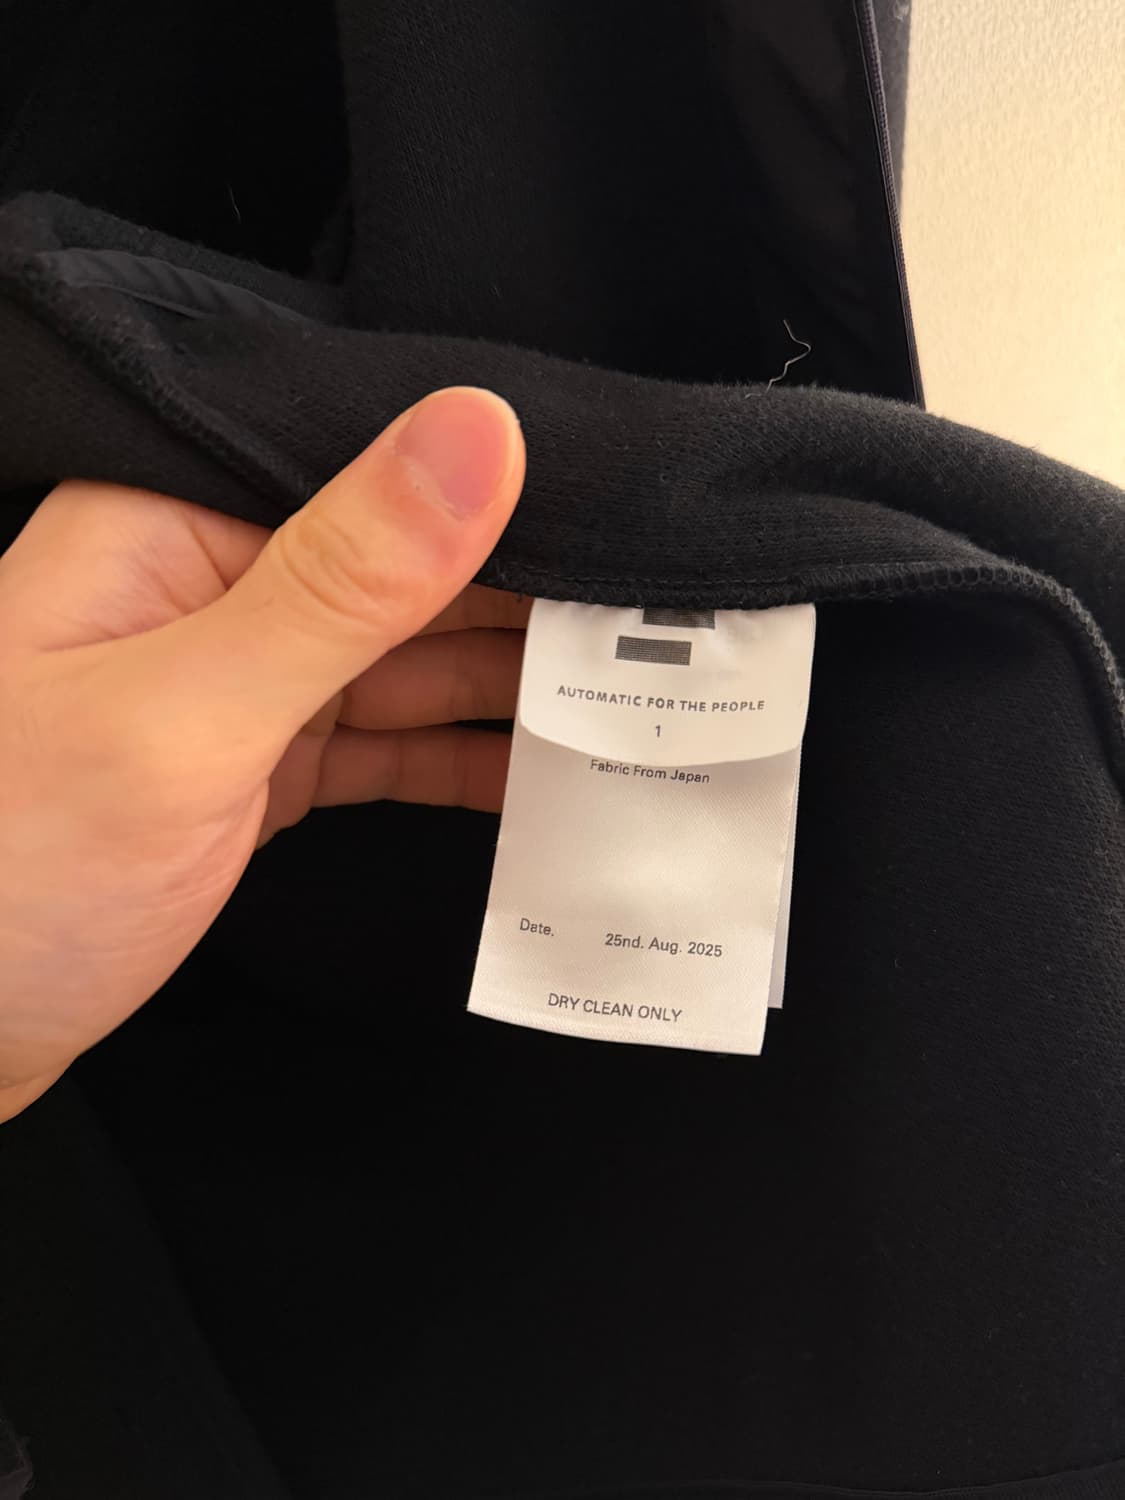 AUTOMATIC FOR THE PEOPLE
1
Fabric From Japan
Date. 25nd. Aug. 2025
DRY CLEAN ONLY